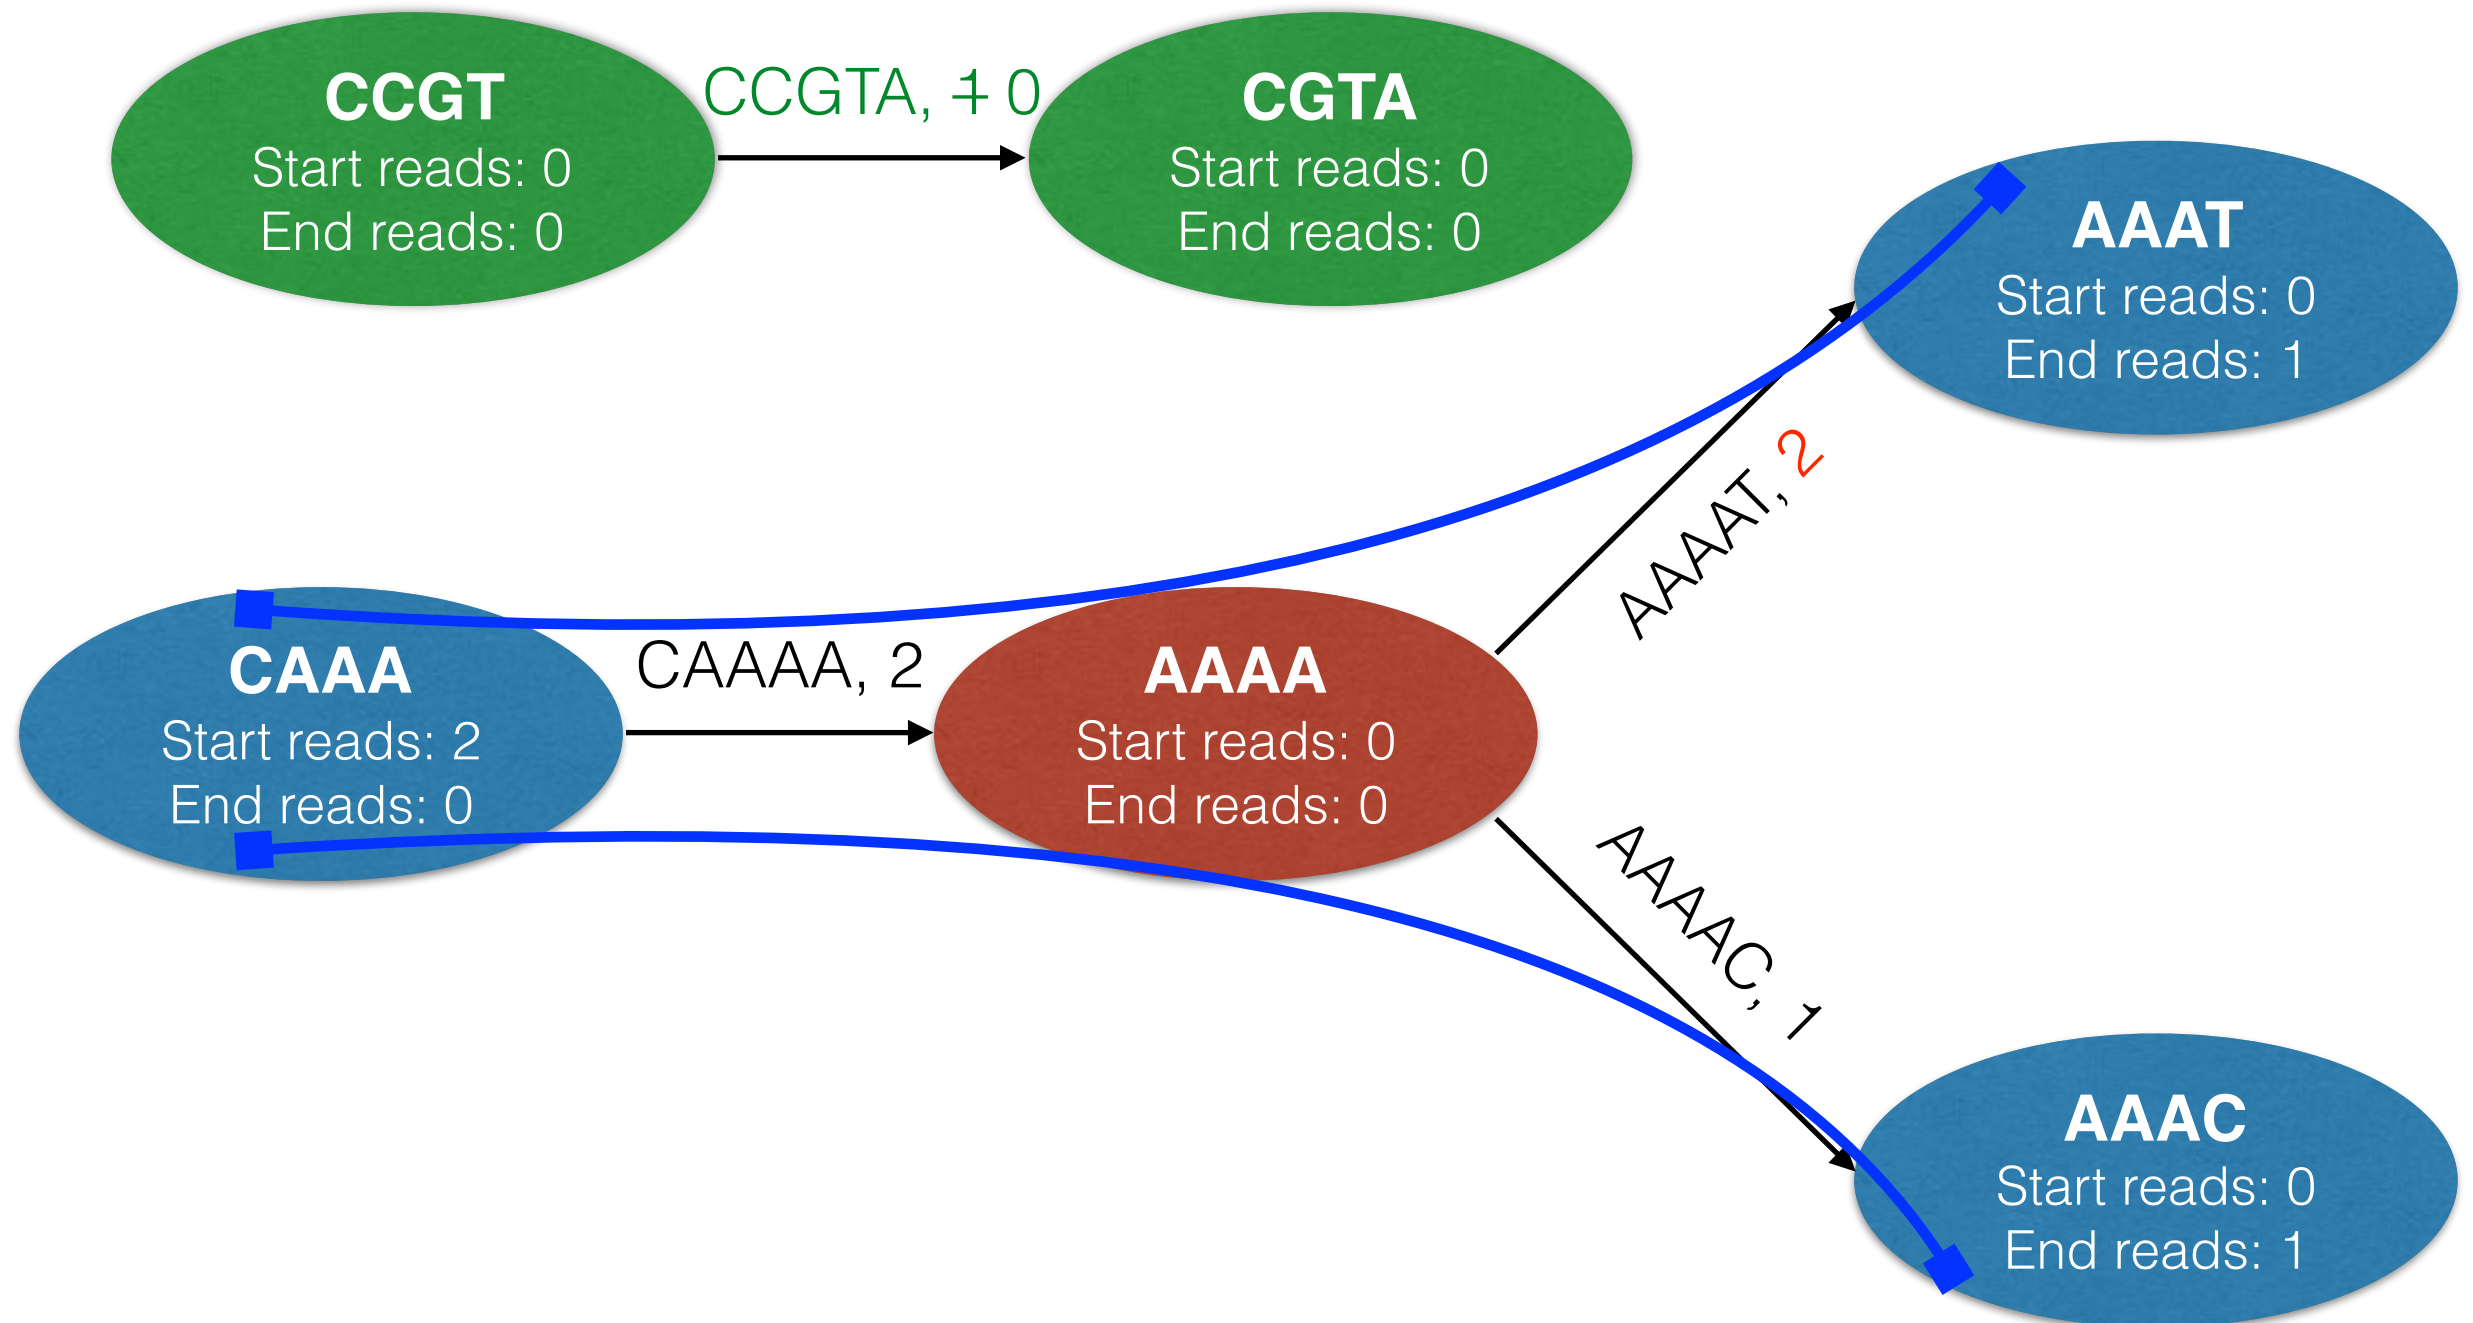 CCGT
Start reads: 0
End reads: 0
CCGTA, 1 0
CGTA
Start reads: 0
End reads: 0
AAAT
Start reads: 0
End reads: 1
AAAAT, 2
CAAA
Start reads: 2
End reads: 0
CAAAA, 2
AAAA
Start reads: 0
End reads: 0
AAAAC, 1
AAAC
Start reads: 0
End reads: 1